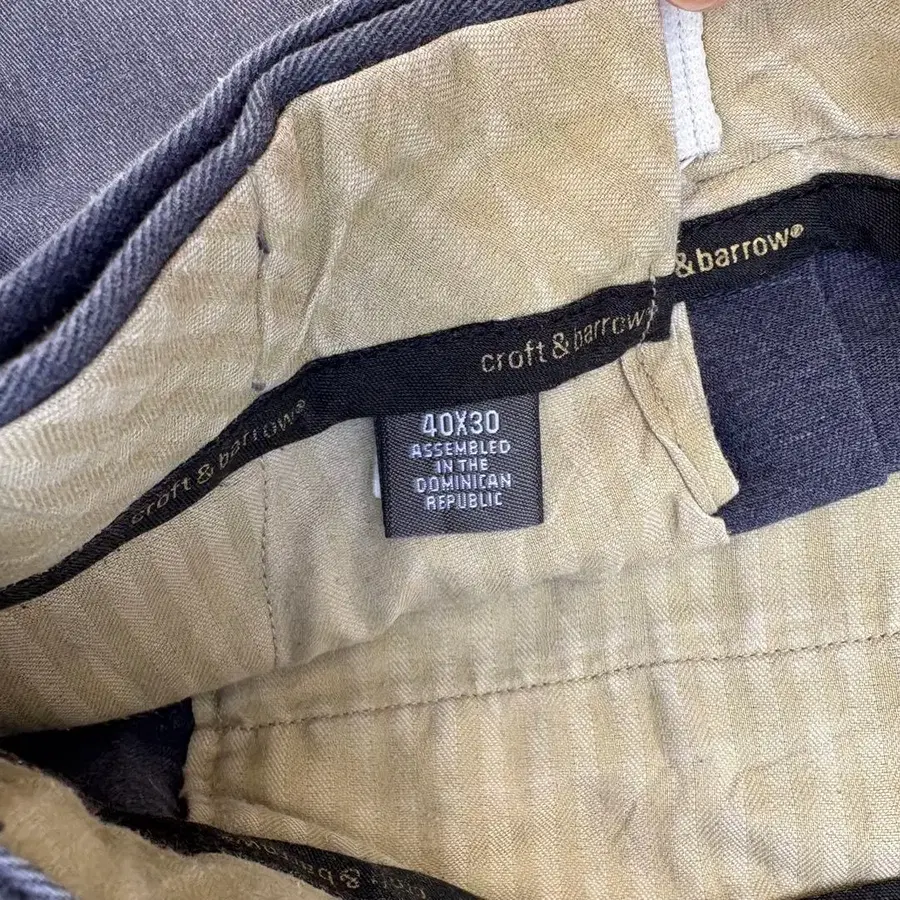 & barrow®
croft & barrow
croft & barrow®
40X30
ASSEMBLED
IN THE
DOMINICAN
REPUBLIC